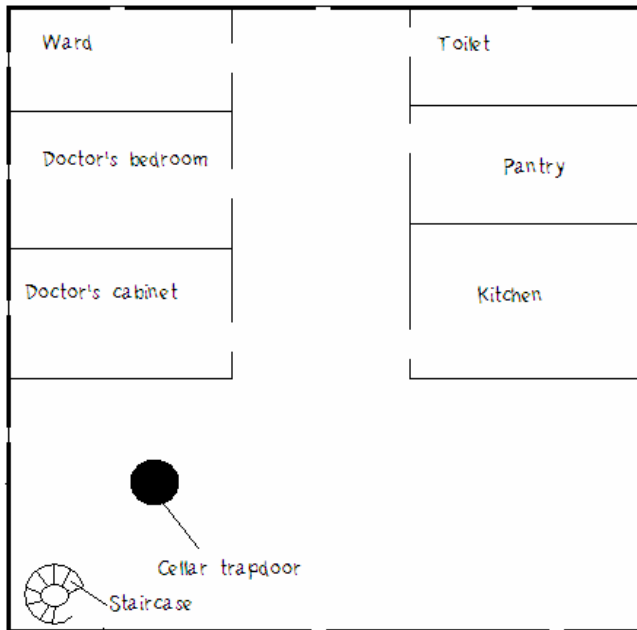 Ward
Toilet
Doctor's bedroom
Pantry
Doctor's cabinet
Kitchen
Cellar trapdoor
Staircase